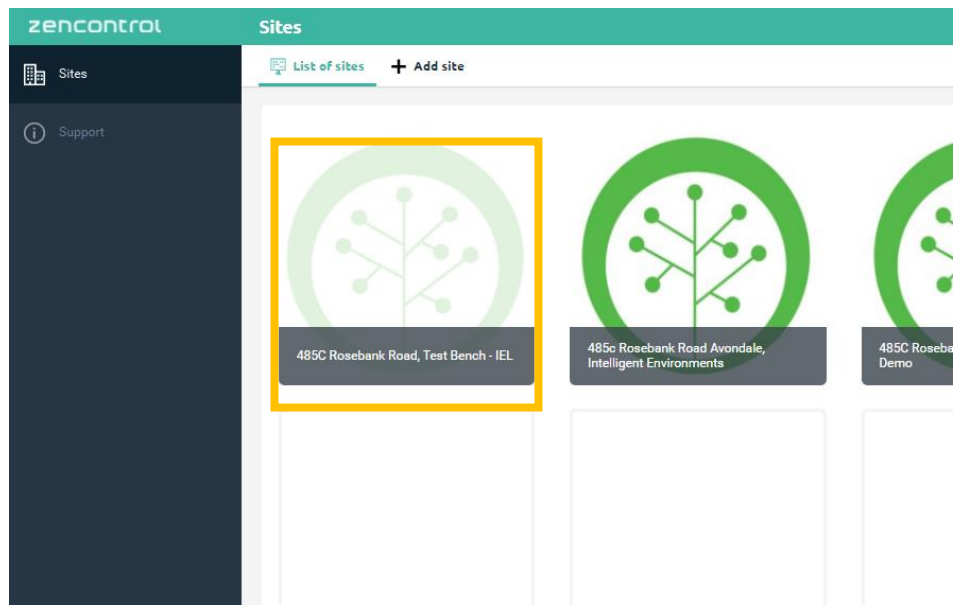 zencontrol
Sites
Sites
List of sites
Add site
Support
485C Rosebank Road, Test Bench - IEL
485c Rosebank Road Avondale,
Intelligent Environments
485C
Demo